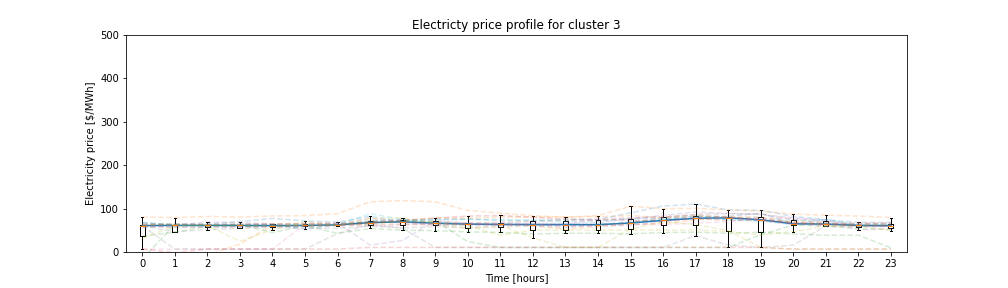 Electricty price profile for cluster 3
Electricity price [$/MWh]
500
400
300
200
100
0
0 1 2 3 4 5 6 7 8 9 10 11 12 13 14 15 16 17 18 19 20 21 22 23
Time [hours]